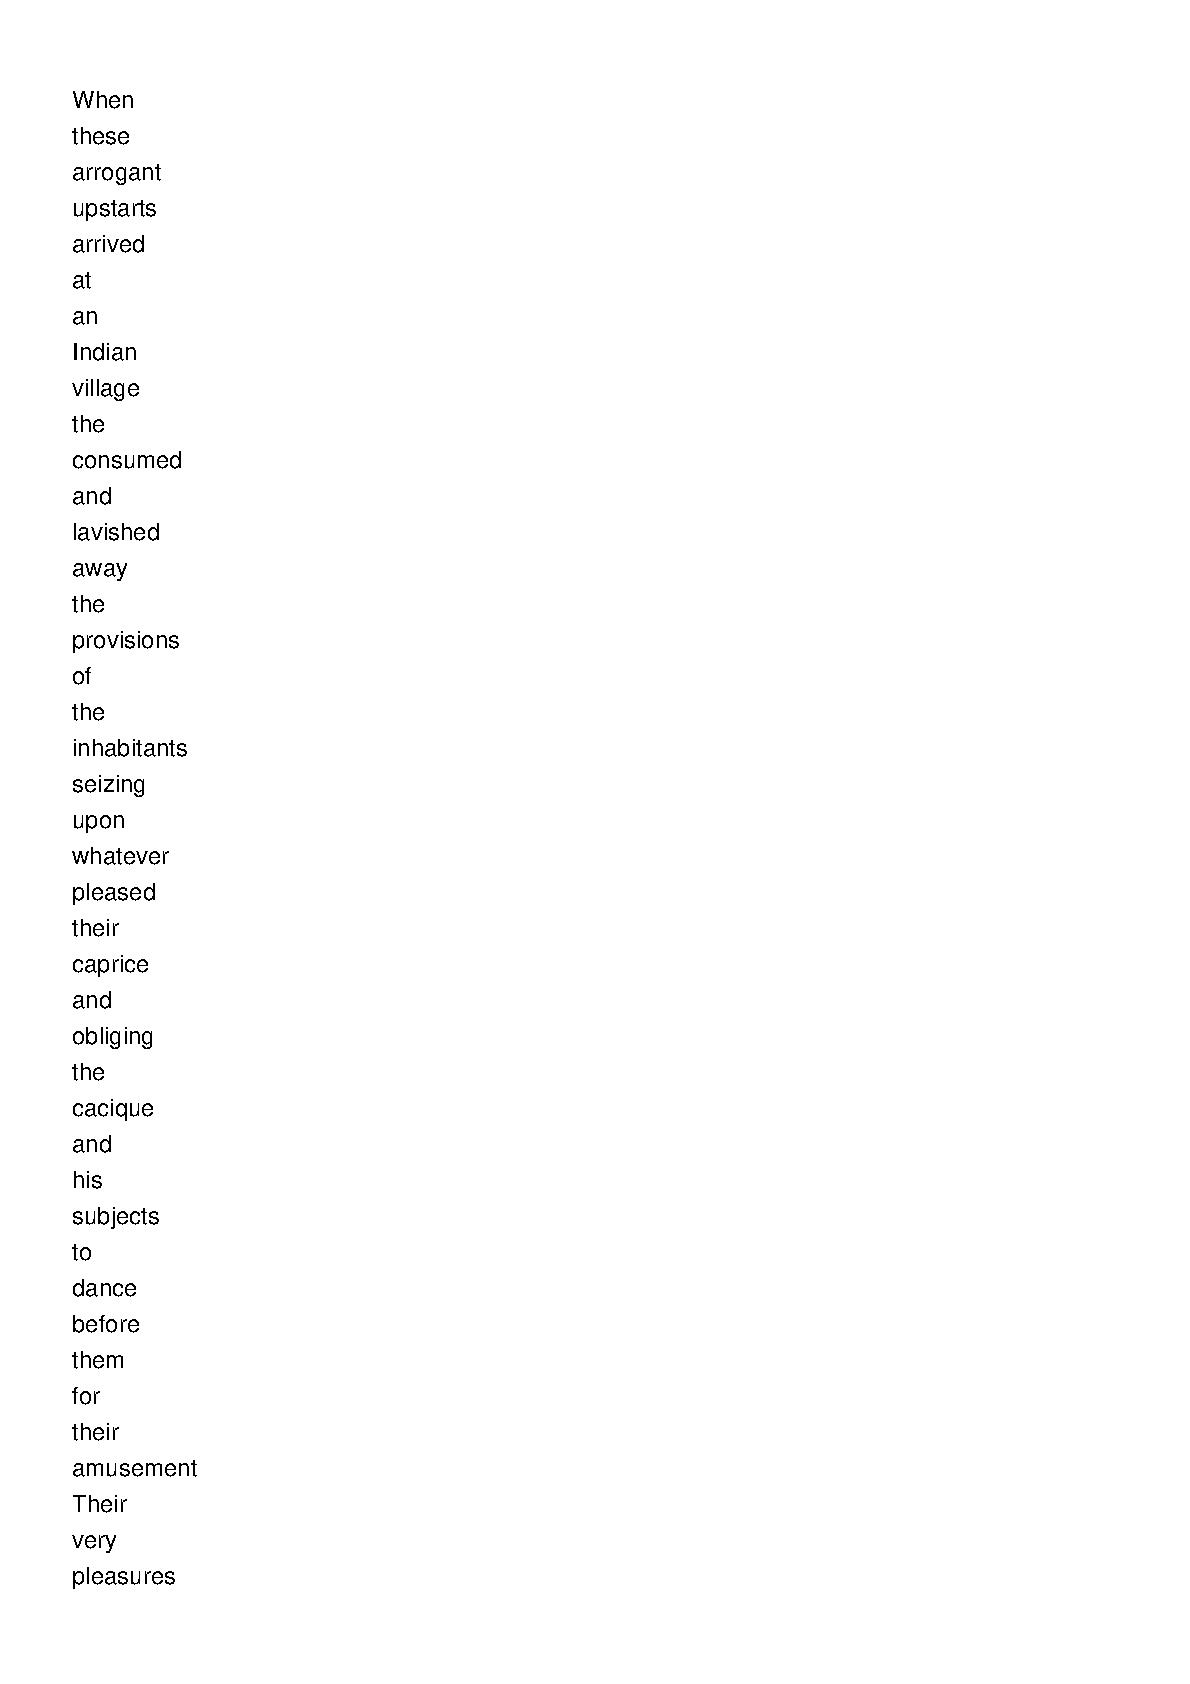 When
these
arrogant
upstarts
arrived
at
an
Indian
village
the
consumed
and
lavished
away
the
provisions
of
the
inhabitants
seizing
upon
whatever
pleased
their
caprice
and
obliging
the
cacique
and
his
subjects
to
dance
before
them
for
their
amusement
Their
very
pleasures